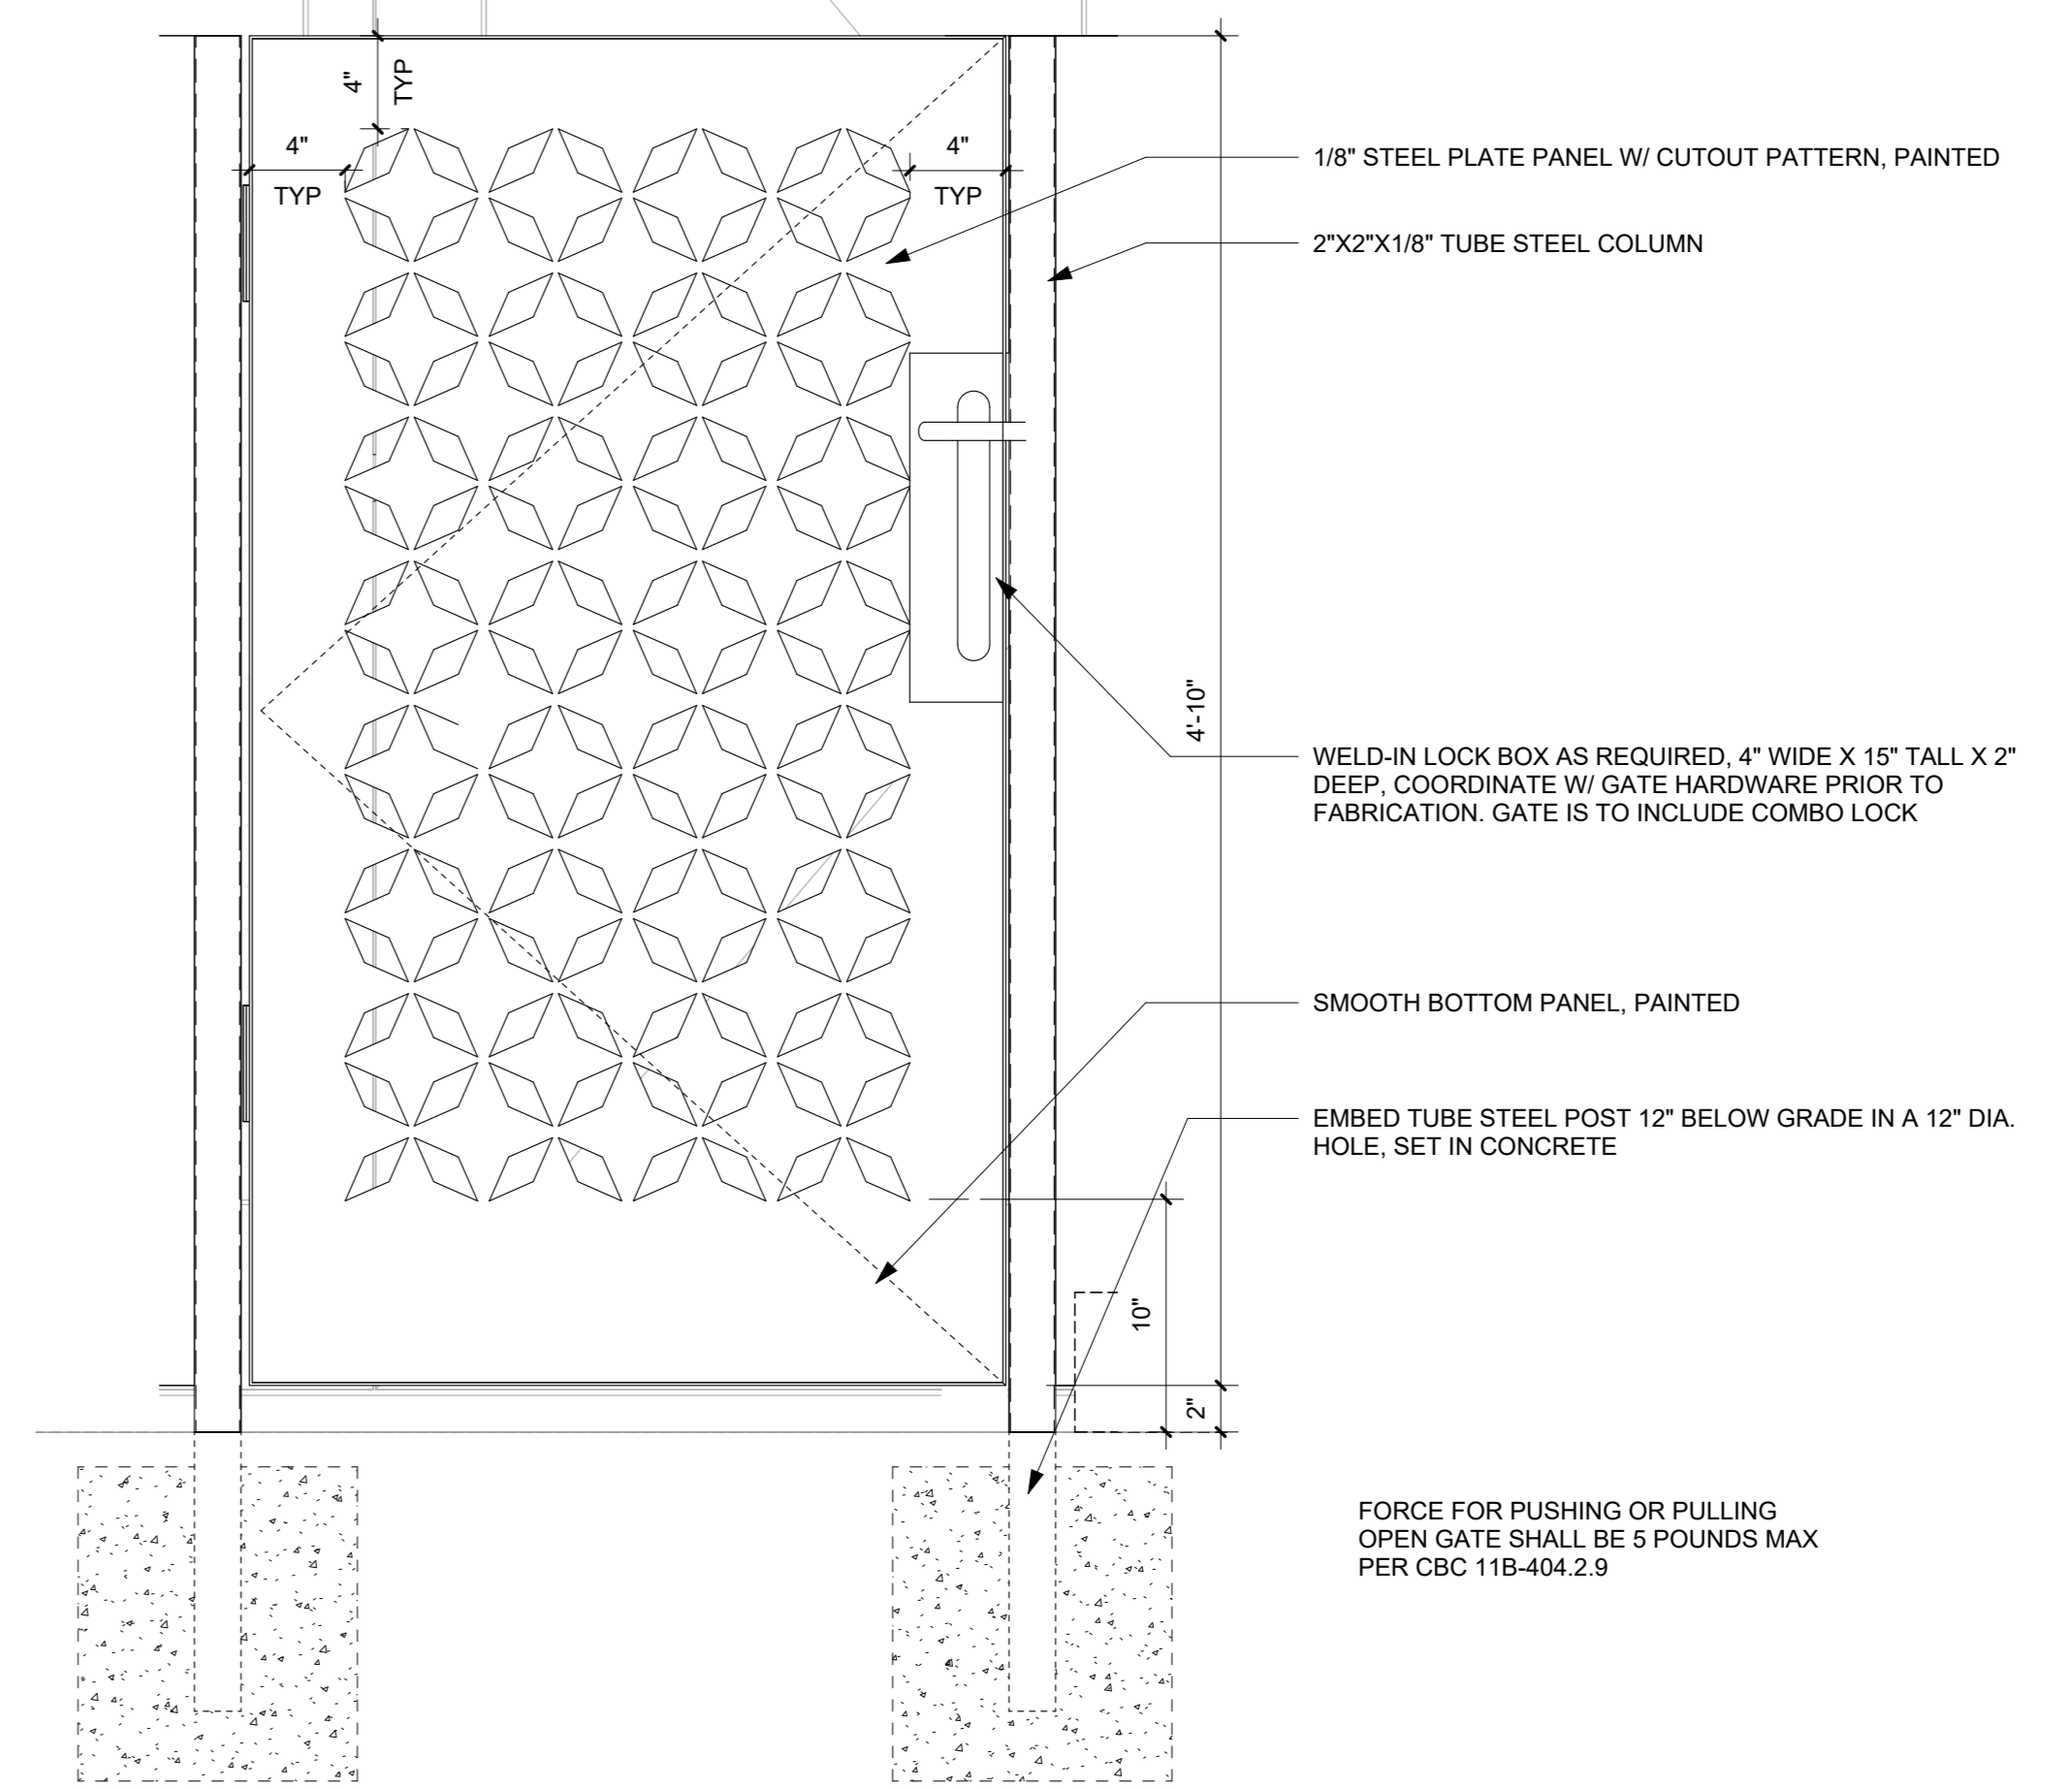 4"
TYP
4"
TYP
4"
TYP
1/8" STEEL PLATE PANEL W/ CUTOUT PATTERN, PAINTED
2"X2"X1/8" TUBE STEEL COLUMN
4'-10"
WELD-IN LOCK BOX AS REQUIRED, 4" WIDE X 15" TALL X 2"
DEEP, COORDINATE W/ GATE HARDWARE PRIOR TO
FABRICATION. GATE IS TO INCLUDE COMBO LOCK
SMOOTH BOTTOM PANEL, PAINTED
EMBED TUBE STEEL POST 12" BELOW GRADE IN A 12" DIA.
HOLE, SET IN CONCRETE
10"
2"
FORCE FOR PUSHING OR PULLING
OPEN GATE SHALL BE 5 POUNDS MAX
PER CBC 11B-404.2.9